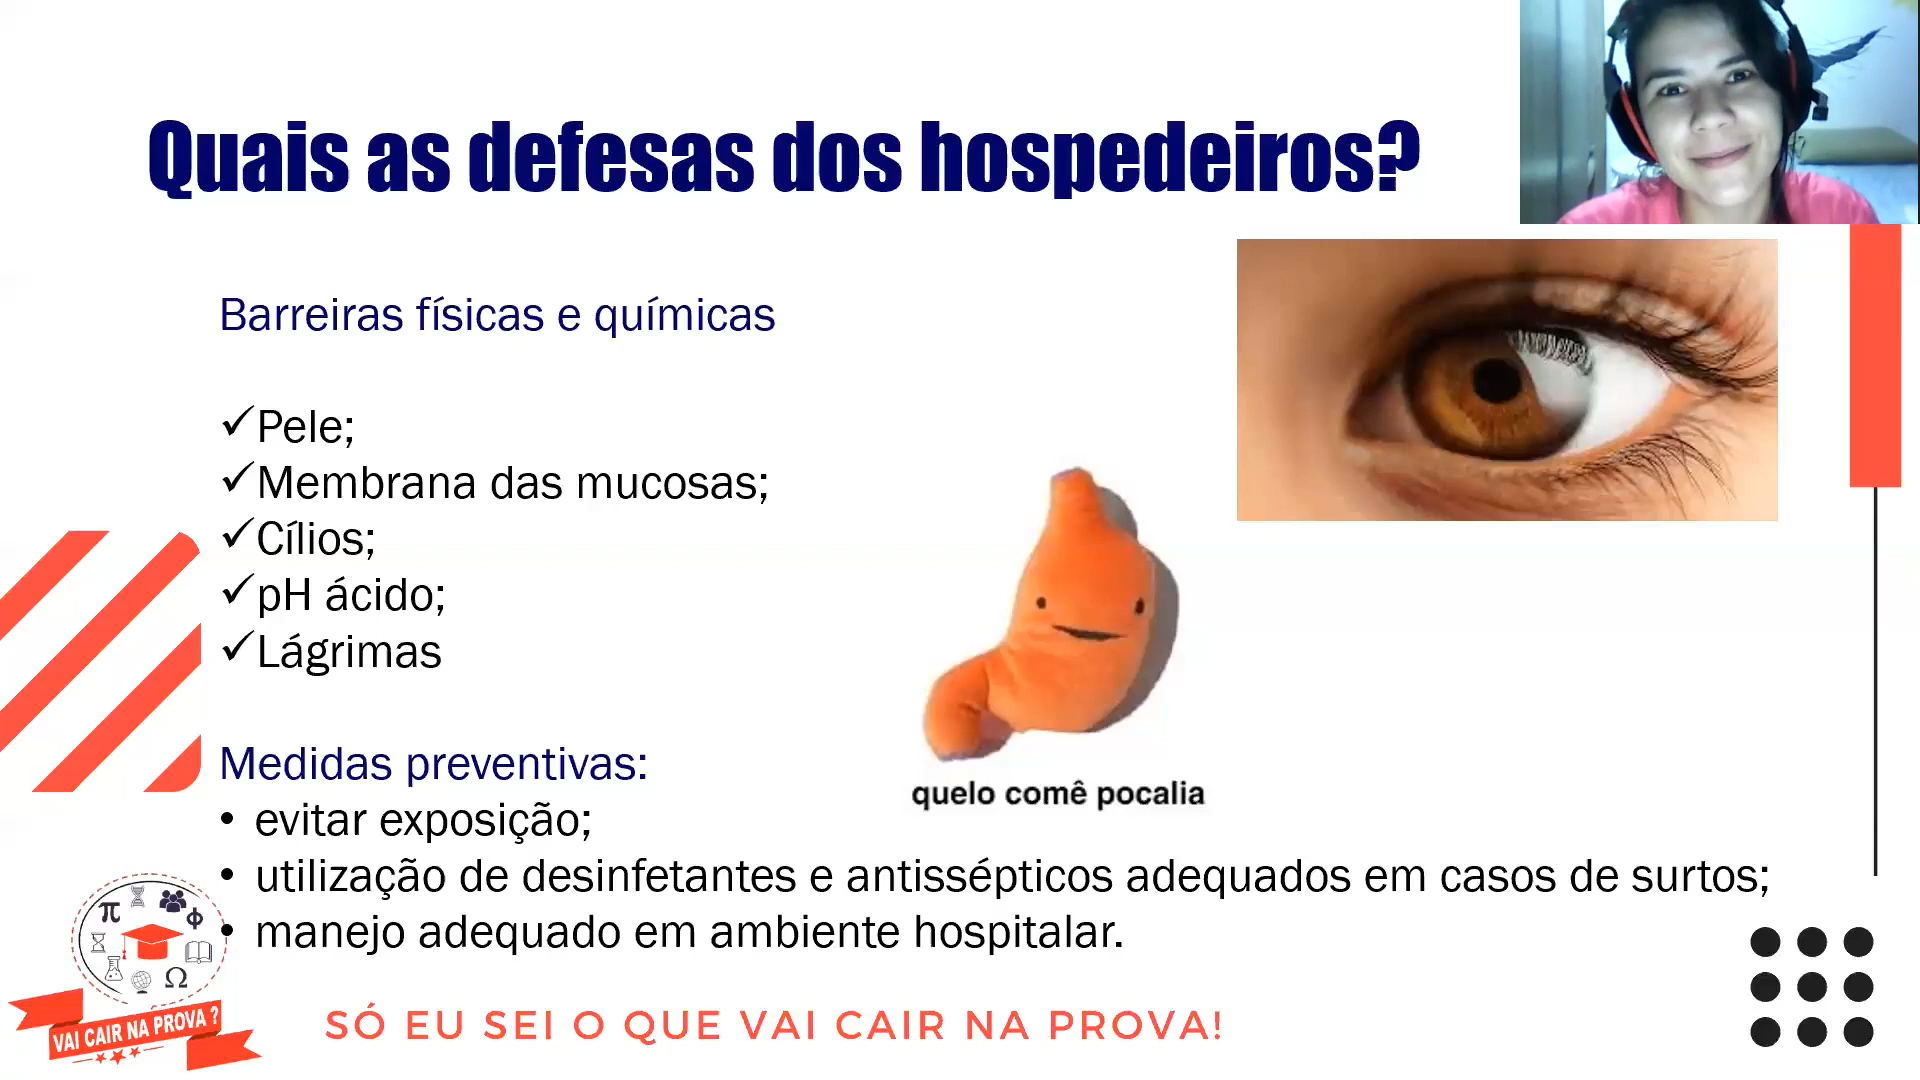 Quais as defesas dos hospedeiros?
Barreiras físicas e químicas
✓Pele;
✓Membrana das mucosas;
✓Cílios;
✓pH ácido;
✓Lágrimas
quelo comê pocalia
Medidas preventivas:
• evitar exposição;
• utilização de desinfetantes e antissépticos adequados em casos de surtos;
• manejo adequado em ambiente hospitalar.
π
Φ
Ω
VAI CAIR NA PROVA ?
SÓ EU SEI O QUE VAI CAIR NA PROVA!